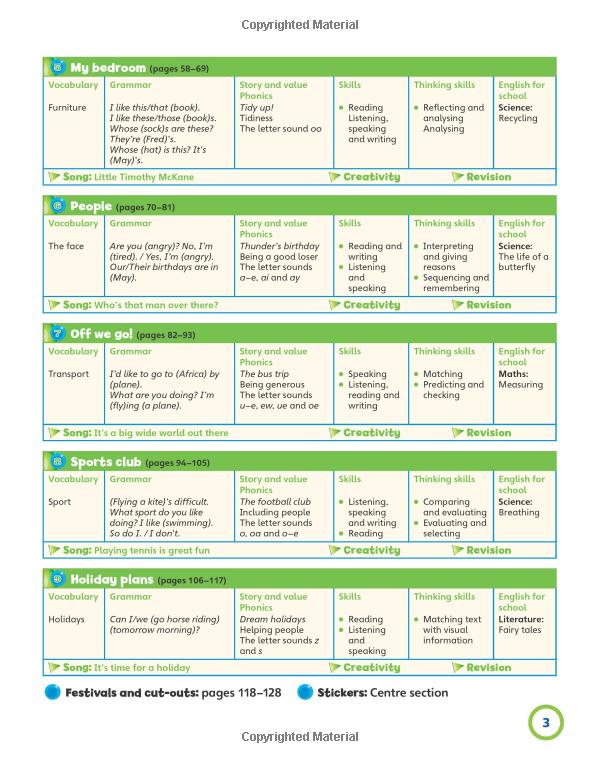 Copyrighted Material
My bedroom (pages 58–69)
Vocabulary
Furniture
Grammar
I like this/that (book).
I like these/those (book)s.
Whose (sock)s are these?
They're (Fred)'s.
Whose (hat) is this? It's
(May)'s.
Story and value
Phonics
Tidy up!
Tidiness
The letter sound oo
Skills
Reading
Listening,
speaking
and writing
Thinking skills
Reflecting and
analysing
Analysing
English for
school
Science:
Recycling
Song: Little Timothy McKane
Creativity
Revision
People (pages 70–81)
Vocabulary
The face
Grammar
Are you (angry)? No, I'm
(tired). / Yes, I'm (angry).
Our/Their birthdays are in
(May).
Story and value
Phonics
Thunder's birthday
Being a good loser
The letter sounds
a–e, ai and ay
Skills
Reading and
writing
Listening
and
speaking
Thinking skills
Interpreting
and giving
reasons
Sequencing and
remembering
English for
school
Science:
The life of a
butterfly
Song: Who's that man over there?
Creativity
Revision
7
Off we go! (pages 82–93)
Vocabulary
Transport
Grammar
I'd like to go to (Africa) by
(plane).
What are you doing? I'm
(fly)ing (a plane).
Story and value
Phonics
The bus trip
Being generous
The letter sounds
u–e, ew, ue and oe
Skills
Speaking
Listening,
reading and
writing
Thinking skills
Matching
Predicting and
checking
English for
school
Maths:
Measuring
Song: It's a big wide world out there
Creativity
Revision
Sports club (pages 94–105)
Vocabulary
Sport
Grammar
(Flying a kite)'s difficult.
What sport do you like
doing? I like (swimming).
So do I. / I don't.
Story and value
Phonics
The football club
Including people
The letter sounds
o, oa and o–e
Skills
Listening,
speaking
and writing
Reading
Thinking skills
Comparing
and evaluating
Evaluating and
selecting
English for
school
Science:
Breathing
Song: Playing tennis is great fun
Creativity
Revision
Holiday plans (pages 106–117)
Vocabulary
Holidays
Grammar
Can I/we (go horse riding)
(tomorrow morning)?
Story and value
Phonics
Dream holidays
Helping people
The letter sounds z
and s
Skills
Reading
Listening
and
speaking
Thinking skills
Matching text
with visual
information
English for
school
Literature:
Fairy tales
Song: It's time for a holiday
Creativity
Revision
Festivals and cut-outs: pages 118–128
Stickers: Centre section
3
Copyrighted Material